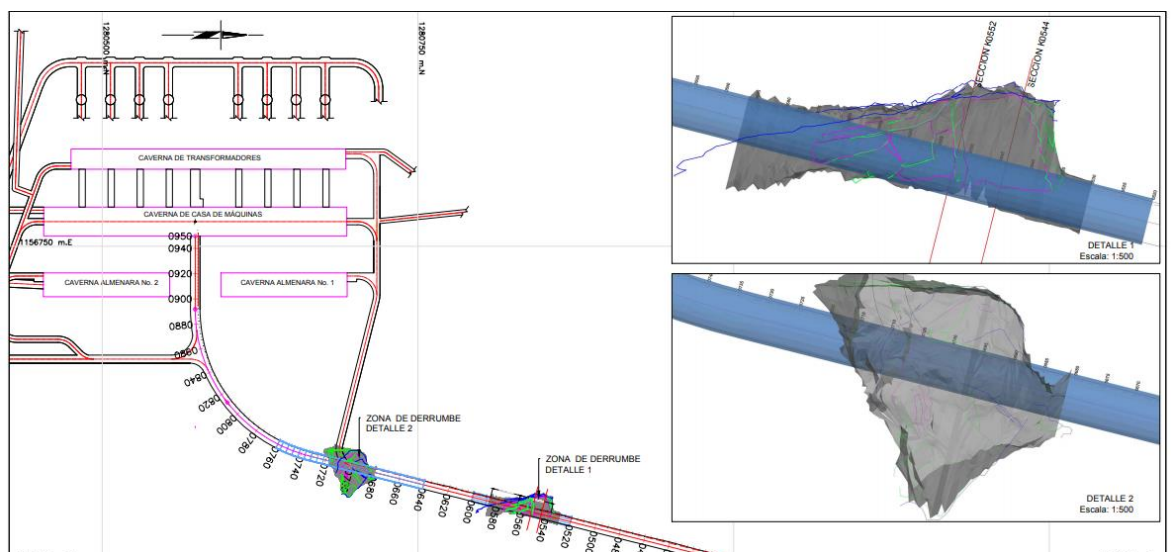 1280500 m.N
1280750 m.N
CAVERNA DE TRANSFORMADORES
CAVERNA DE CASA DE MÁQUINAS
1156750 m.E
0950
0940
CAVERNA ALMENARA No. 2
0920
CAVERNA ALMENARA No. 1
0900
0880
0860
0840
0820
0800
0780
0760
0740
0720
ZONA DE DERRUMBE
DETALLE 2
0680
0660
0640
0620
0600
0580
0560
0540
0520
0500
ZONA DE DERRUMBE
DETALLE 1
SECCION K0552
SECCION K0544
DETALLE 1
Escala: 1:500
DETALLE 2
Escala: 1:500